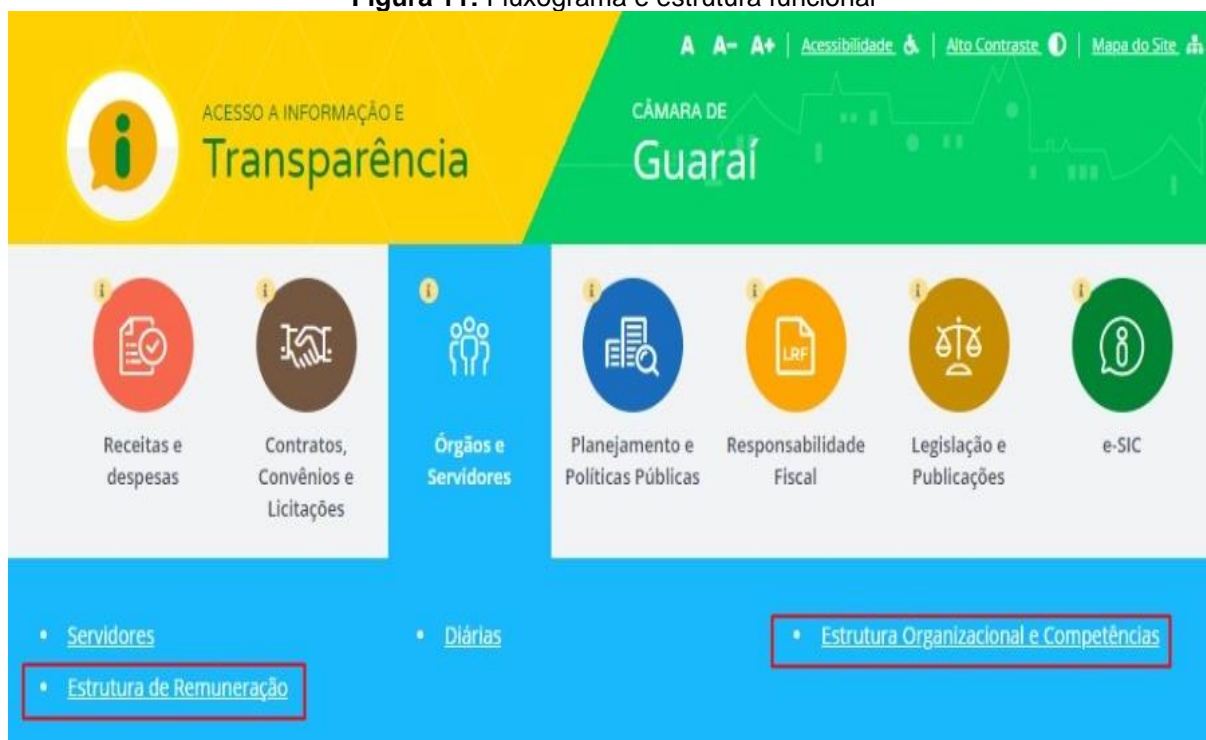 Figura 11: Fluxograma e estrutura funcional
A A- A+ | Acessibilidade | Alto Contraste | Mapa do Site
ACESSO A INFORMAÇÃO E
Transparência
CÂMARA DE
Guaraí
Receitas e
despesas
Contratos,
Convênios e
Licitações
Órgãos e
Servidores
Planejamento e
Políticas Públicas
LRF
Responsabilidade
Fiscal
Legislação e
Publicações
e-SIC
• Servidores
• Estrutura de Remuneração
• Diárias
• Estrutura Organizacional e Competências